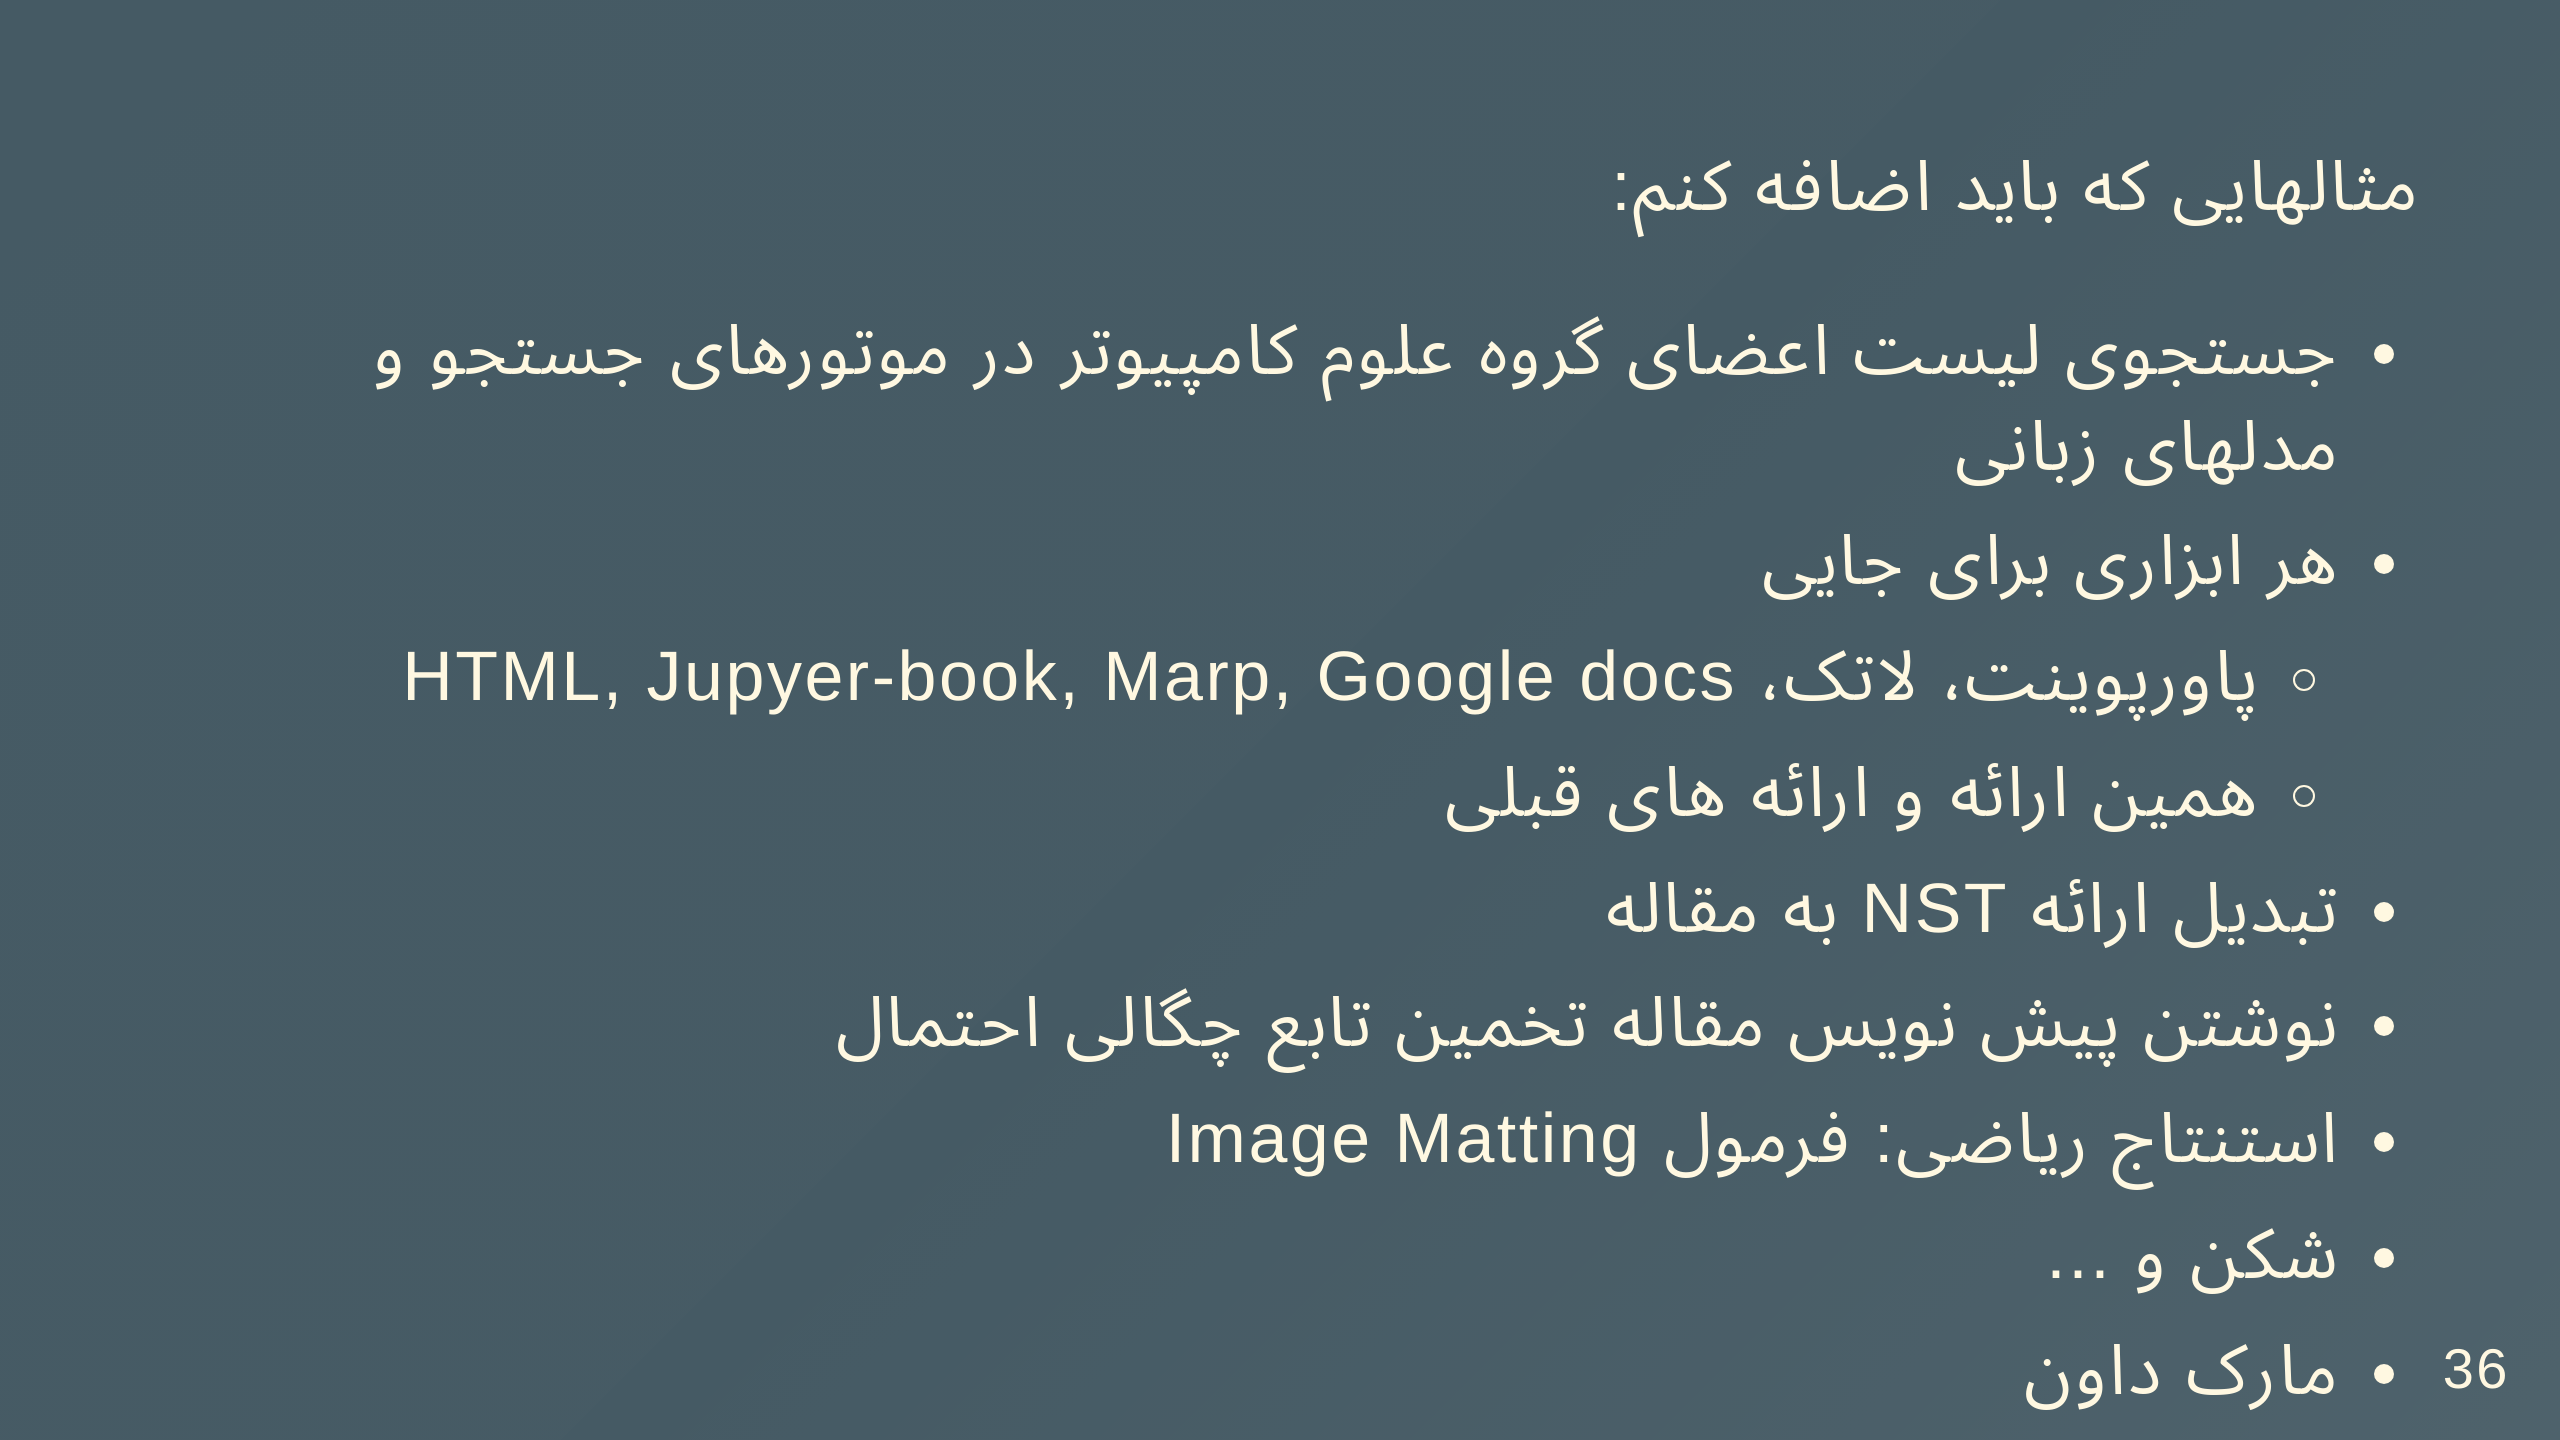 مثالهایی که باید اضافه کنم:
• جستجوی لیست اعضای گروه علوم کامپیوتر در موتورهای جستجو و
مدلهای زبانی
• هر ابزاری برای جایی
◦ پاورپوینت، لاتک، HTML, Jupyer-book, Marp, Google docs
◦ همین ارائه و ارائه های قبلی
• تبدیل ارائه NST به مقاله
• نوشتن پیش نویس مقاله تخمین تابع چگالی احتمال
• استنتاج ریاضی: فرمول Image Matting
• شکن و ...
• مارک داون
36